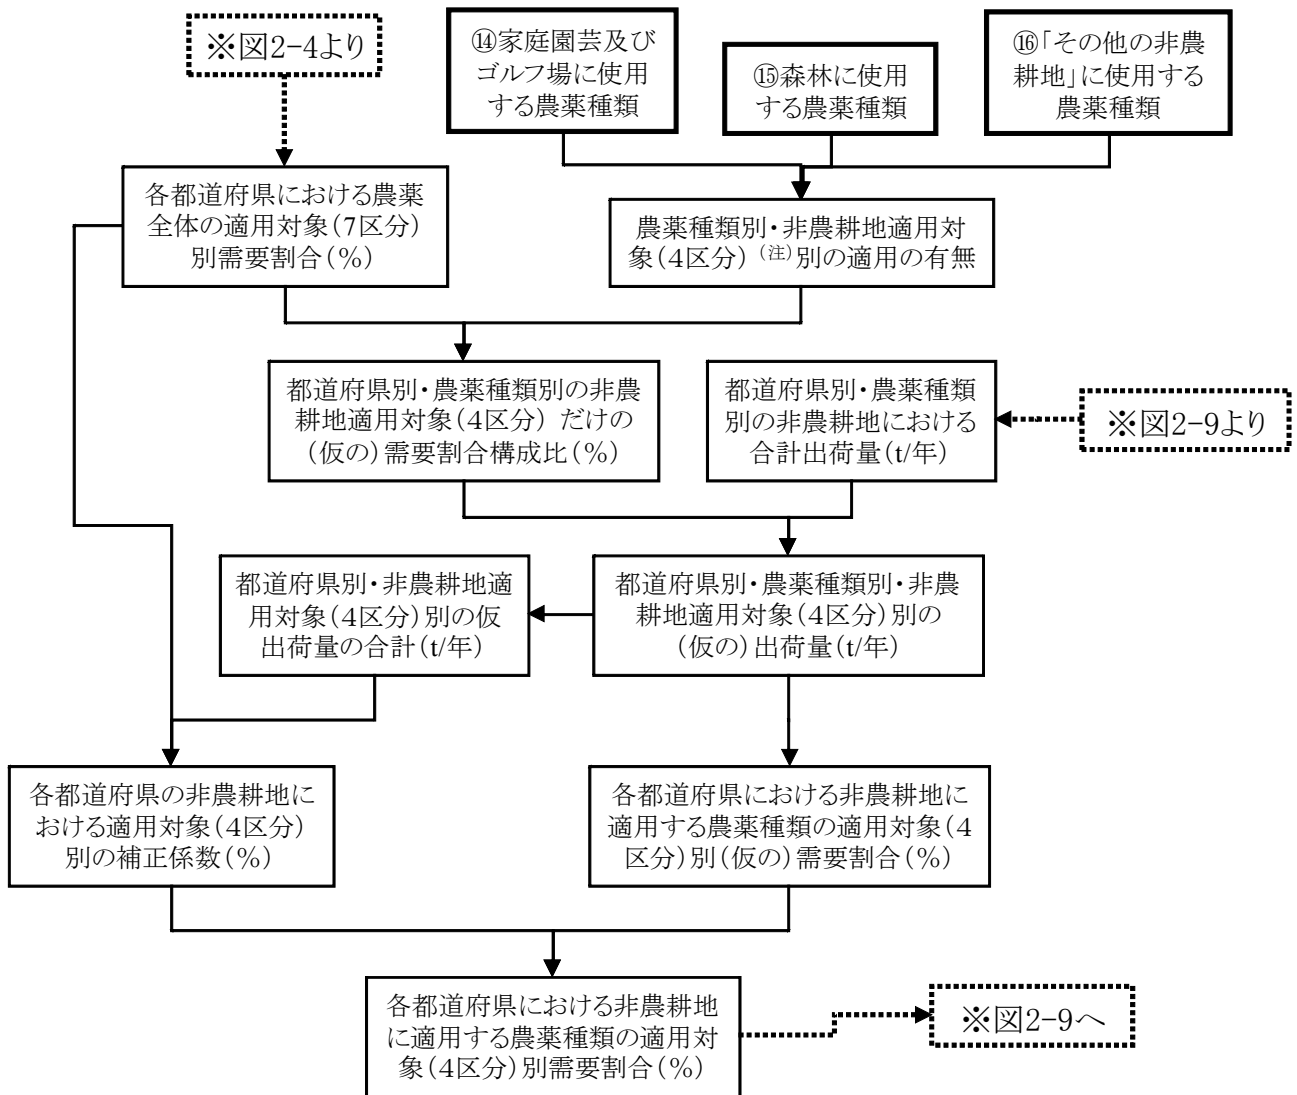 ※図2-4より
⑭家庭園芸及び
ゴルフ場に使用
する農薬種類
⑮森林に使用
する農薬種類
⑯「その他の非農
耕地」に使用する
農薬種類
各都道府県における農薬
全体の適用対象(7区分)
別需要割合(%)
農薬種類別・非農耕地適用対
象(4区分)(注)別の適用の有無
都道府県別・農薬種類別の非農
耕地適用対象(4区分)だけの
(仮の)需要割合構成比(%)
都道府県別・農薬種類
別の非農耕地における
合計出荷量(t/年)
※図2-9より
都道府県別・非農耕地適
用対象(4区分)別の仮
出荷量の合計(t/年)
都道府県別・農薬種類別・非農
耕地適用対象(4区分)別の
(仮の)出荷量(t/年)
各都道府県の非農耕地に
おける適用対象(4区分)
別の補正係数(%)
各都道府県における非農耕地に
適用する農薬種類の適用対象(4
区分)別(仮の)需要割合(%)
各都道府県における非農耕地
に適用する農薬種類の適用対
象(4区分)別需要割合(%)
※図2-9へ